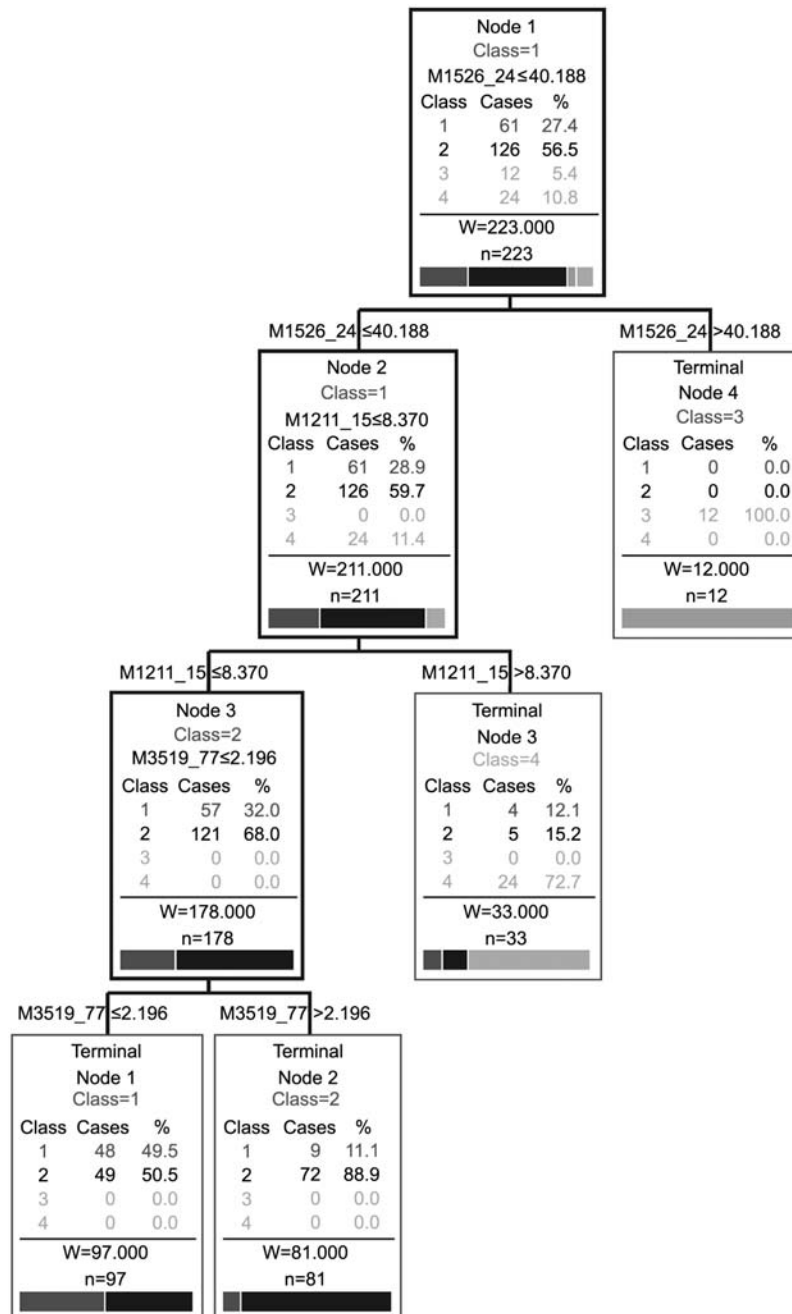 Node 1
Class=1
M1526_24≤40.188
Class Cases %
1 61 27.4
2 126 56.5
3 12 5.4
4 24 10.8
W=223.000
n=223
M1526_24 ≤40.188
M1526_24 >40.188
Node 2
Class=1
M1211_15≤8.370
Class Cases %
1 61 28.9
2 126 59.7
3 0 0.0
4 24 11.4
W=211.000
n=211
Terminal
Node 4
Class=3
Class Cases %
1 0 0.0
2 0 0.0
3 12 100.0
4 0 0.0
W=12.000
n=12
M1211_15 ≤8.370
M1211_15 >8.370
Node 3
Class=2
M3519_77≤2.196
Class Cases %
1 57 32.0
2 121 68.0
3 0 0.0
4 0 0.0
W=178.000
n=178
Terminal
Node 3
Class=4
Class Cases %
1 4 12.1
2 5 15.2
3 0 0.0
4 24 72.7
W=33.000
n=33
M3519_77 ≤2.196
M3519_77 >2.196
Terminal
Node 1
Class=1
Class Cases %
1 48 49.5
2 49 50.5
3 0 0.0
4 0 0.0
W=97.000
n=97
Terminal
Node 2
Class=2
Class Cases %
1 9 11.1
2 72 88.9
3 0 0.0
4 0 0.0
W=81.000
n=81